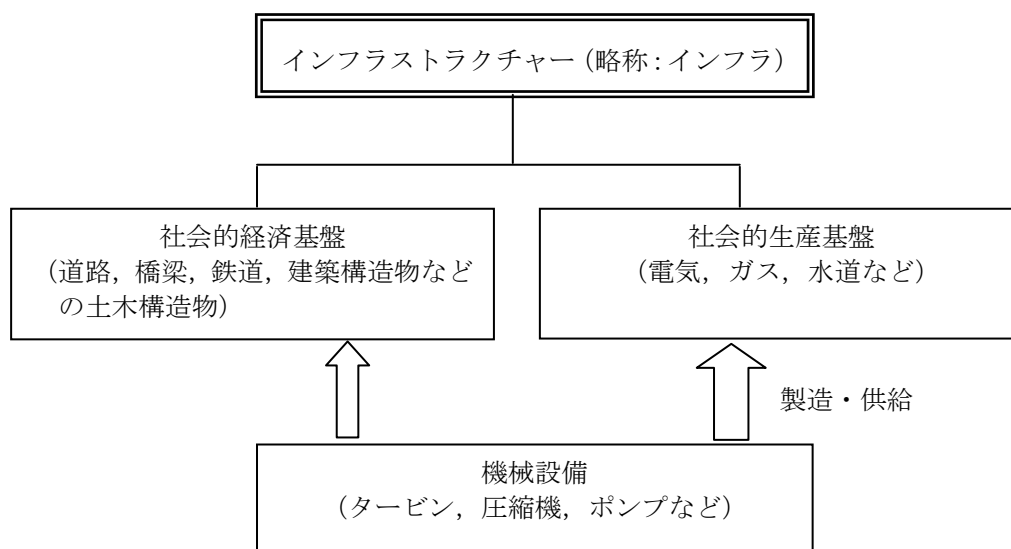 インフラストラクチャー（略称：インフラ）
社会的経済基盤
（道路，橋梁，鉄道，建築構造物など
の土木構造物）
社会的生産基盤
（電気，ガス，水道など）
製造・供給
機械設備
（タービン，圧縮機，ポンプなど）